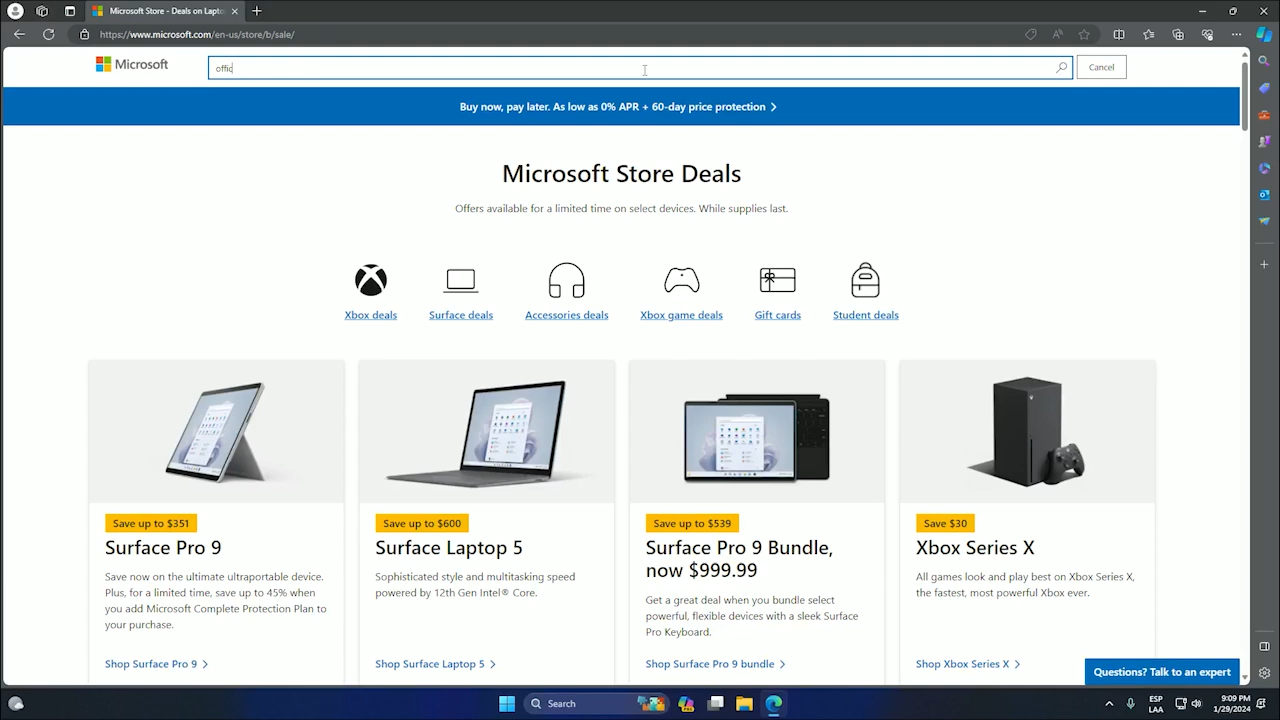 Microsoft Store - Deals on Lapto
https://www.microsoft.com/en-us/store/b/sale/
Microsoft
offic
Cancel
Buy now, pay later. As low as 0% APR + 60-day price protection
Microsoft Store Deals
Offers available for a limited time on select devices. While supplies last.
Xbox deals
Surface deals
Accessories deals
Xbox game deals
Gift cards
Student deals
Save up to $351
Surface Pro 9
Save now on the ultimate ultraportable device.
Plus, for a limited time, save up to 45% when
you add Microsoft Complete Protection Plan to
your purchase.
Shop Surface Pro 9
Save up to $600
Surface Laptop 5
Sophisticated style and multitasking speed
powered by 12th Gen Intel® Core.
Shop Surface Laptop 5
Save up to $539
Surface Pro 9 Bundle,
now $999.99
Get a great deal when you bundle select
powerful, flexible devices with a sleek Surface
Pro Keyboard.
Shop Surface Pro 9 bundle
Save $30
Xbox Series X
All games look and play best on Xbox Series X,
the fastest, most powerful Xbox ever.
Shop Xbox Series X
Questions? Talk to an expert
Search
ESP
LAA
9:09 PM
1/29/2024